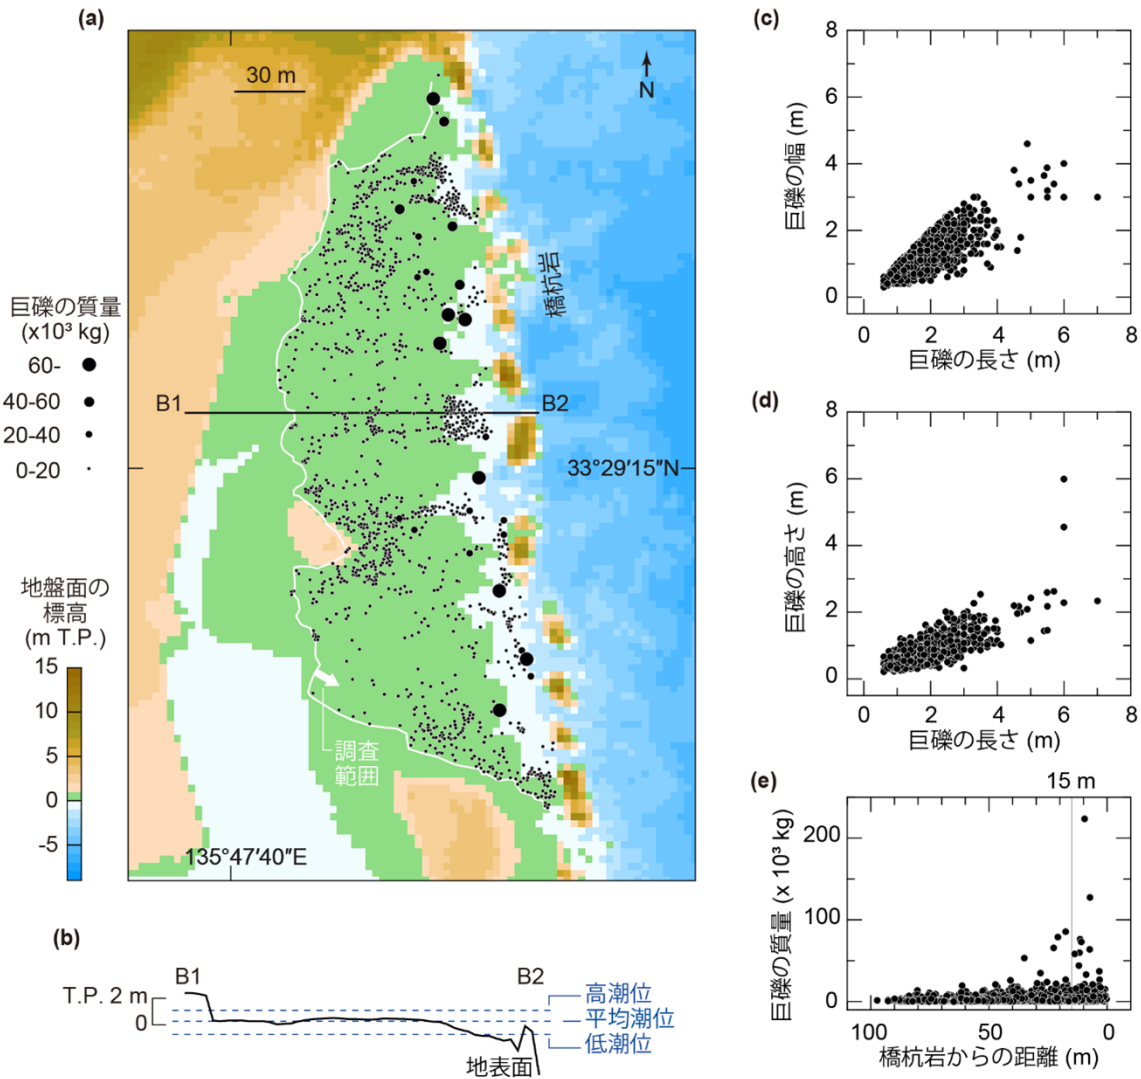 (a)
30 m
N
橋杭岩
巨礫の質量
(x10³ kg)
60-
40-60
20-40
0-20
B1
B2
33°29′15″N
地盤面の
標高
(m T.P.)
15
10
5
0
-5
調査
範囲
135°47′40″E
(b)
B1
B2
T.P. 2 m
0
高潮位
平均潮位
低潮位
地表面
(c)
8
6
4
2
0
巨礫の幅 (m)
0 2 4 6 8
巨礫の長さ (m)
(d)
8
6
4
2
0
巨礫の高さ (m)
0 2 4 6 8
巨礫の長さ (m)
(e)
15 m
200
100
0
巨礫の質量 (x 10³ kg)
100 50 0
橋杭岩からの距離 (m)